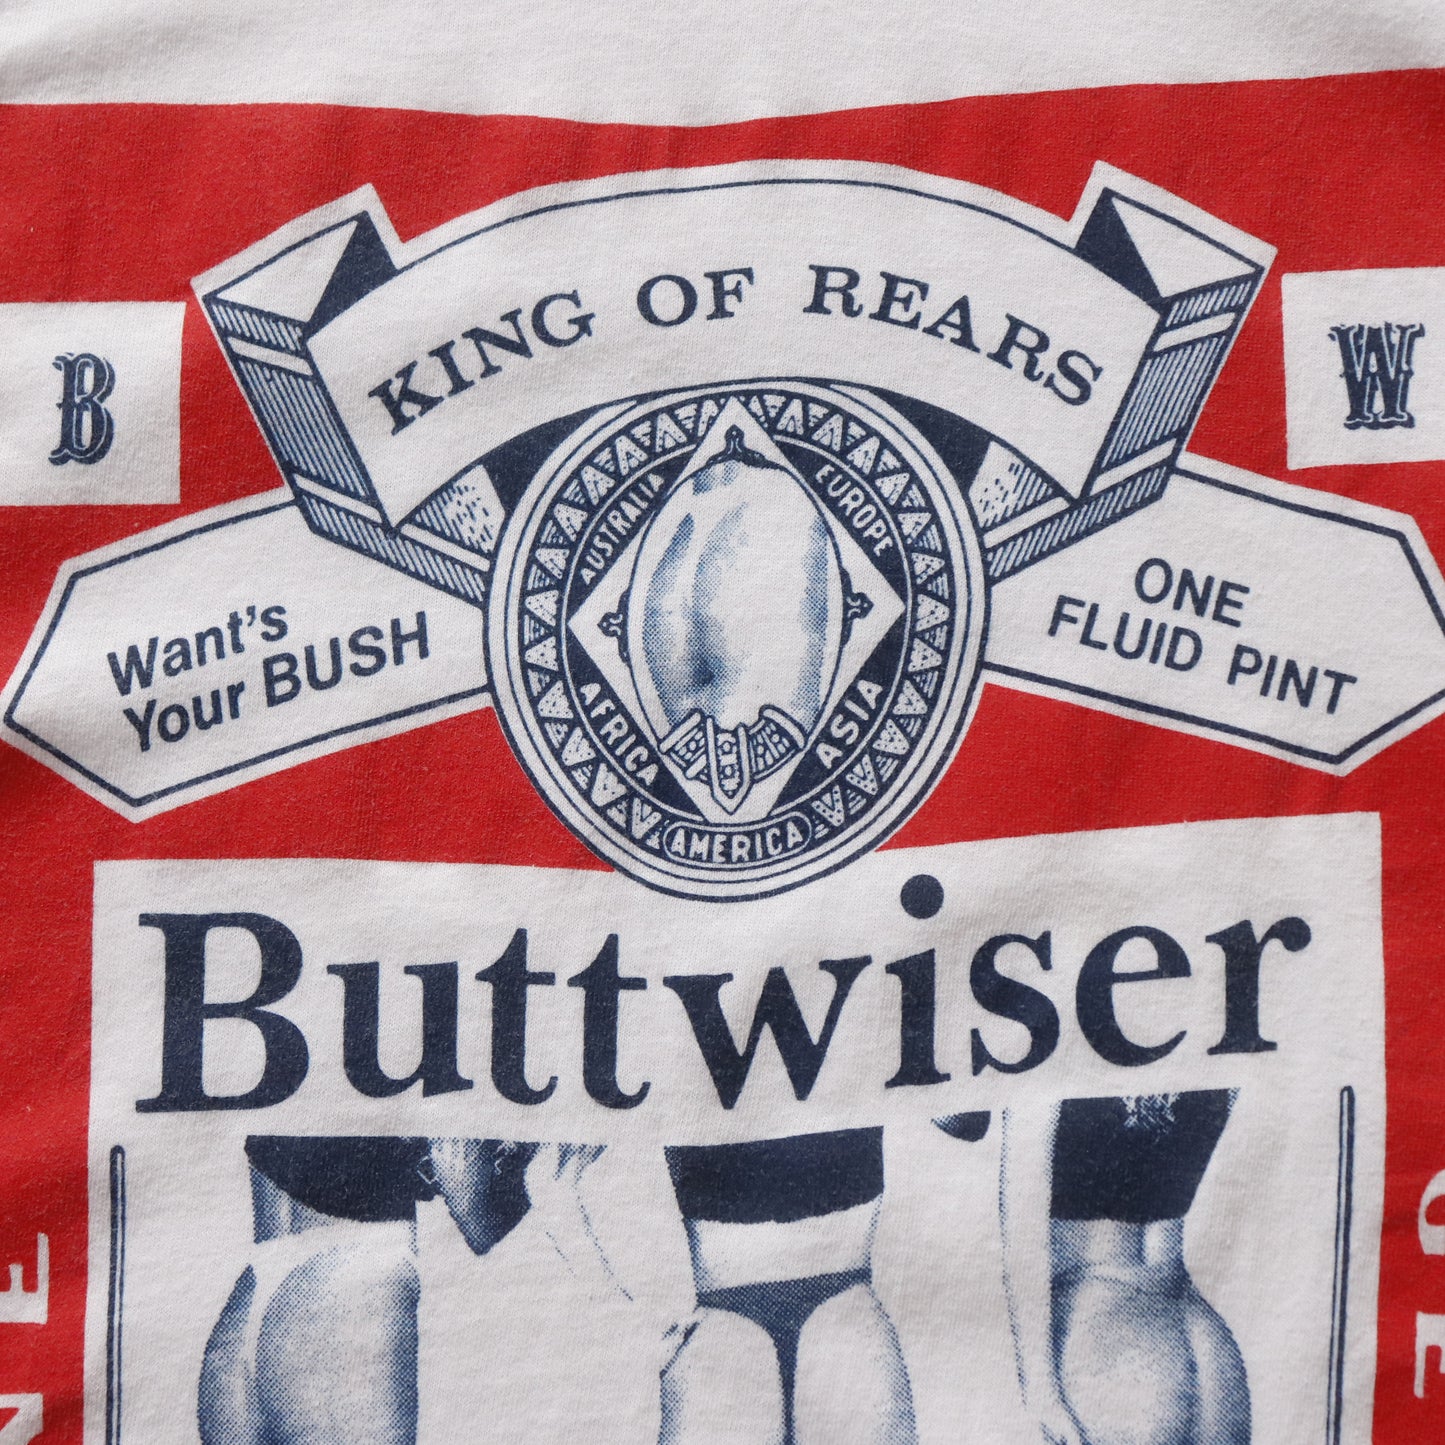 KING OF REARS
B
W
AUSTRALIA
EUROPE
AFRICA
ASIA
AMERICA
Want's
Your BUSH
ONE
FLUID PINT
Buttwiser